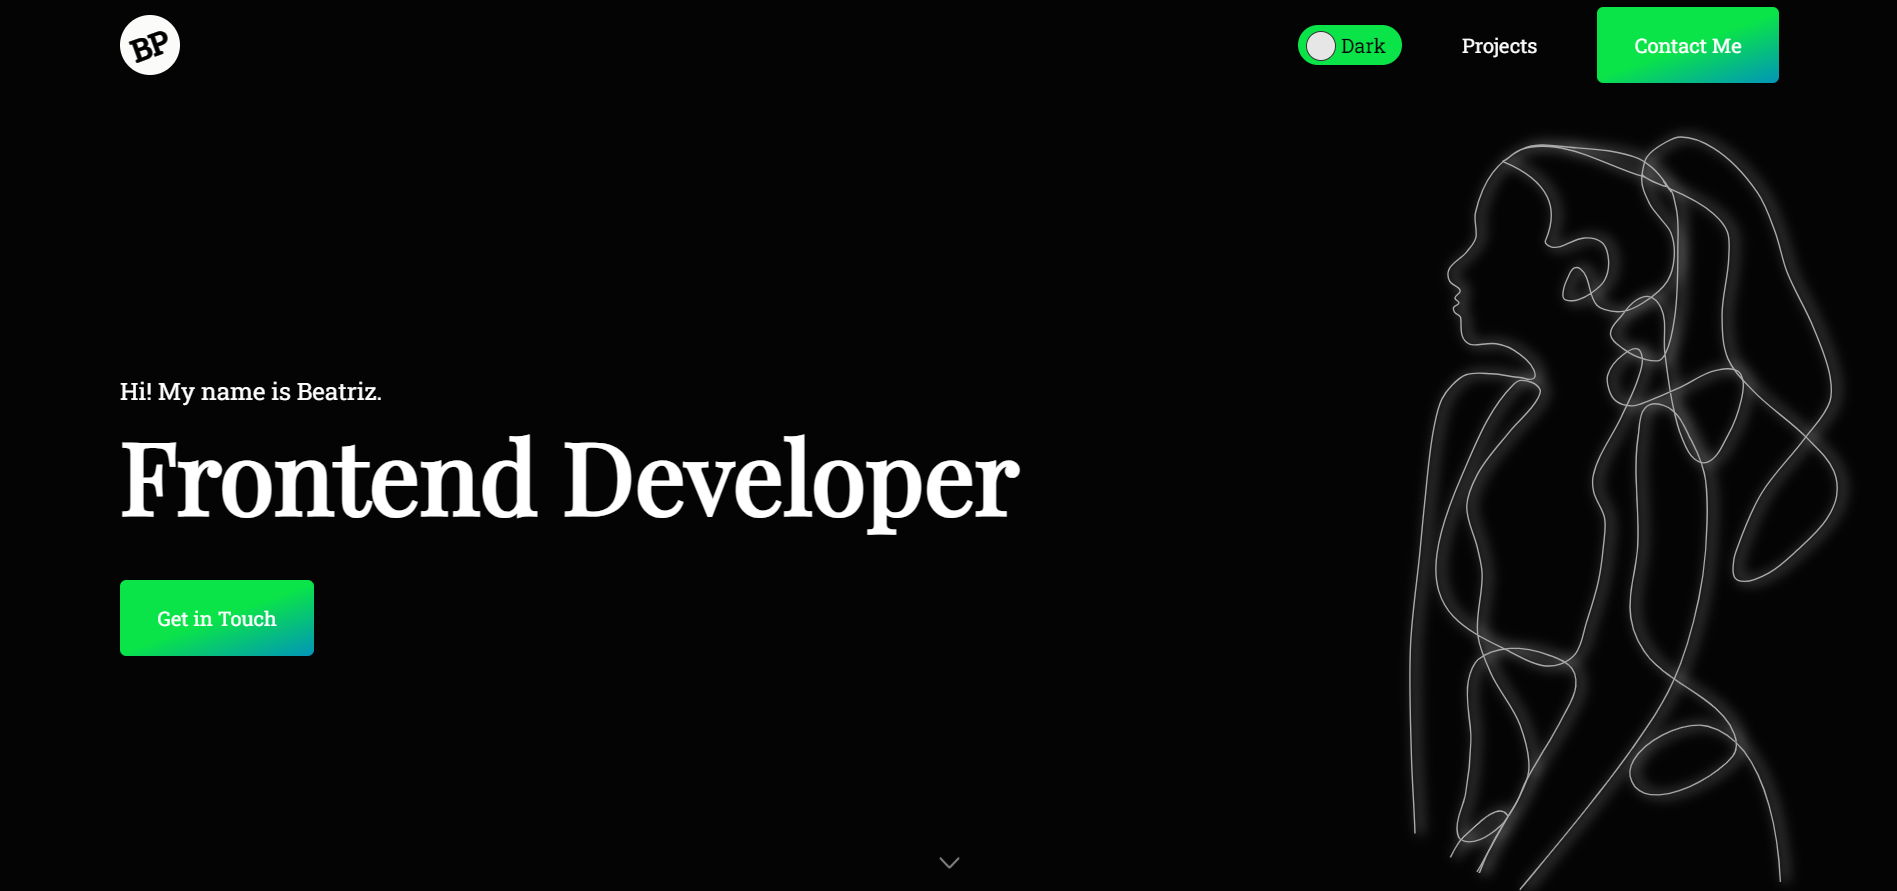 BP
Dark
Projects
Contact Me
Hi! My name is Beatriz.
Frontend Developer
Get in Touch